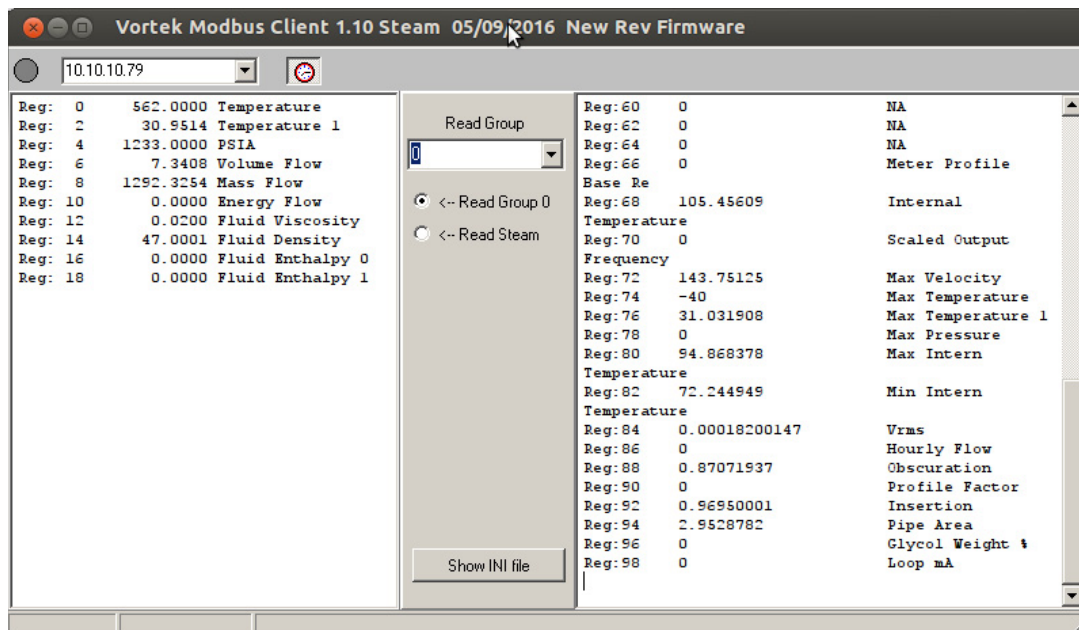 Vortek Modbus Client 1.10 Steam 05/09/2016 New Rev Firmware
10.10.10.79
Reg: 0 562.0000 Temperature
Reg: 2 30.9514 Temperature 1
Reg: 4 1233.0000 PSIA
Reg: 6 7.3408 Volume Flow
Reg: 8 1292.3254 Mass Flow
Reg: 10 0.0000 Energy Flow
Reg: 12 0.0200 Fluid Viscosity
Reg: 14 47.0001 Fluid Density
Reg: 16 0.0000 Fluid Enthalpy 0
Reg: 18 0.0000 Fluid Enthalpy 1
Read Group
0
<-- Read Group 0
<-- Read Steam
Show INI file
Reg:60 0 NA
Reg:62 0 NA
Reg:64 0 NA
Reg:66 0 Meter Profile
Base Re
Reg:68 105.45609 Internal
Temperature
Reg:70 0 Scaled Output
Frequency
Reg:72 143.75125 Max Velocity
Reg:74 -40 Max Temperature
Reg:76 31.031908 Max Temperature 1
Reg:78 0 Max Pressure
Reg:80 94.868378 Max Intern
Temperature
Reg:82 72.244949 Min Intern
Temperature
Reg:84 0.00018200147 Vrms
Reg:86 0 Hourly Flow
Reg:88 0.87071937 Obscuration
Reg:90 0 Profile Factor
Reg:92 0.96950001 Insertion
Reg:94 2.9528782 Pipe Area
Reg:96 0 Glycol Weight %
Reg:98 0 Loop mA